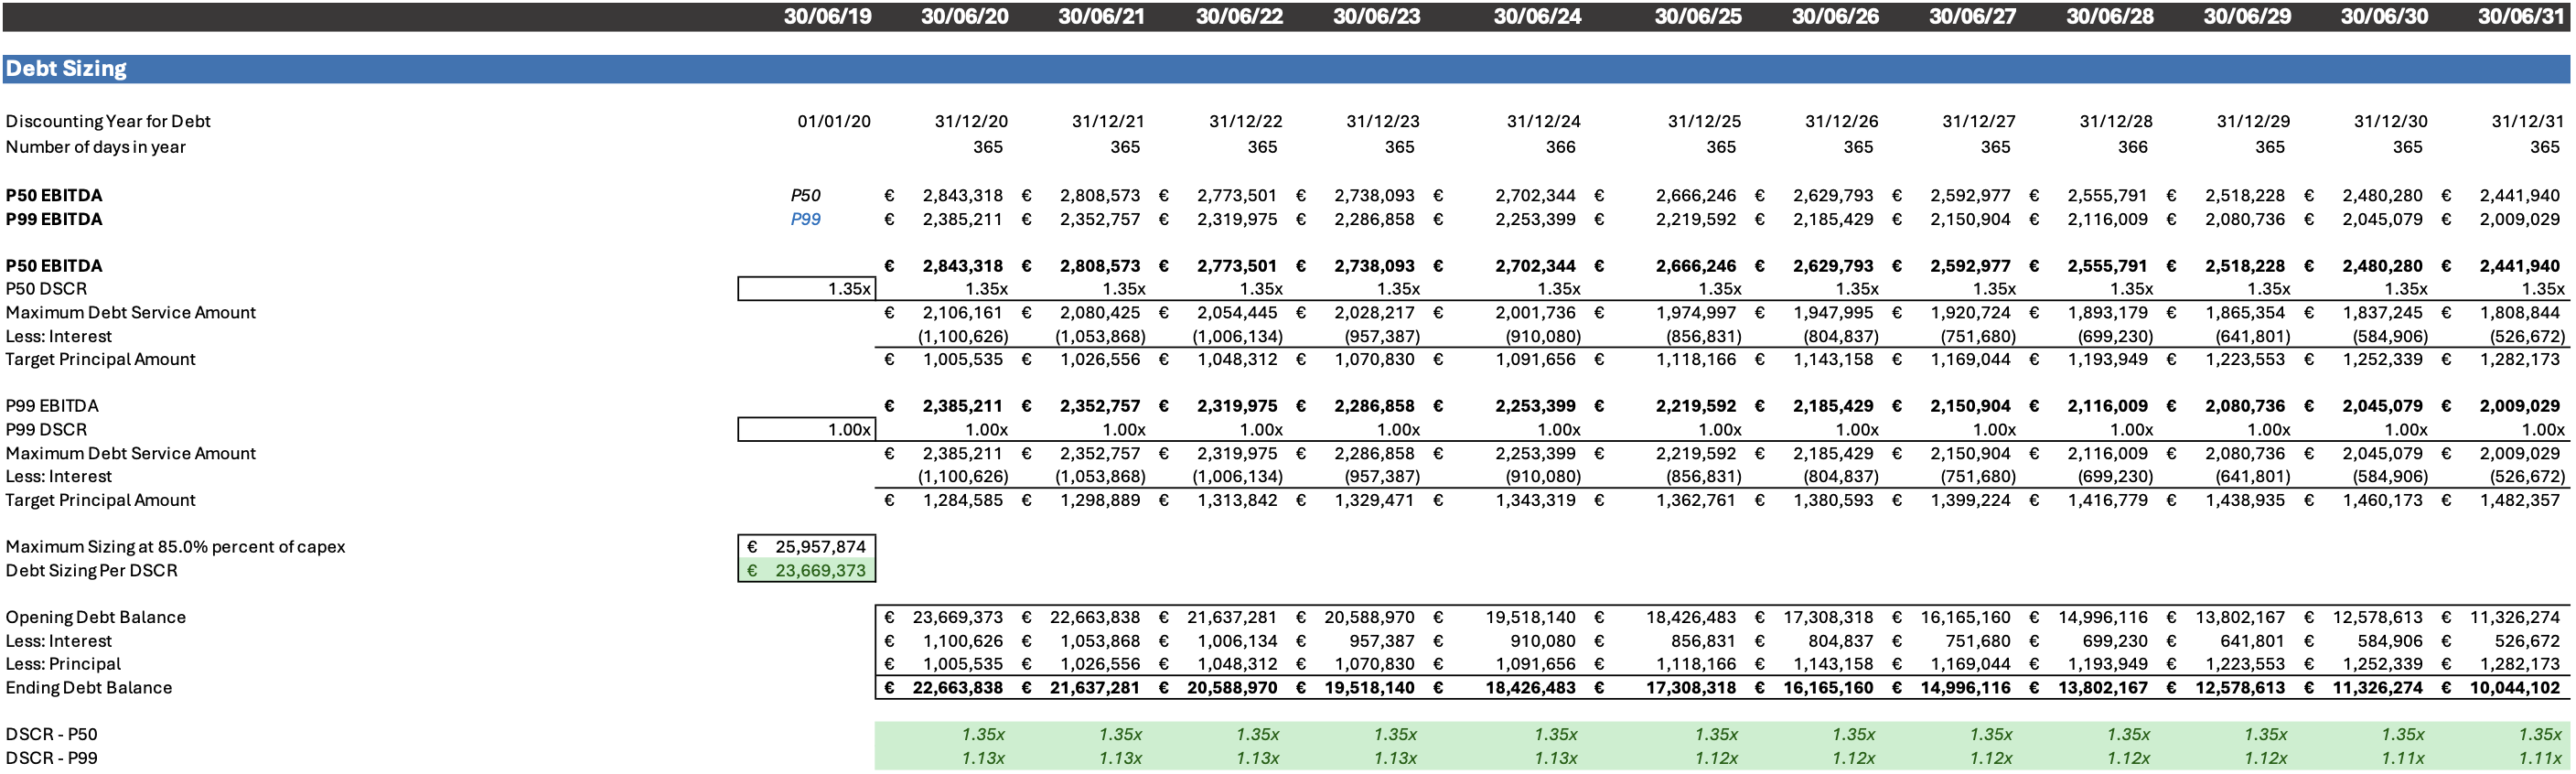 30/06/19 30/06/20 30/06/21 30/06/22 30/06/23 30/06/24 30/06/25 30/06/26 30/06/27 30/06/28 30/06/29 30/06/30 30/06/31
Debt Sizing
Discounting Year for Debt 01/01/20 31/12/20 31/12/21 31/12/22 31/12/23 31/12/24 31/12/25 31/12/26 31/12/27 31/12/28 31/12/29 31/12/30 31/12/31
Number of days in year 365 365 365 365 366 365 365 365 366 365 365 365
P50 EBITDA P50 € 2,843,318 € 2,808,573 € 2,773,501 € 2,738,093 € 2,702,344 € 2,666,246 € 2,629,793 € 2,592,977 € 2,555,791 € 2,518,228 € 2,480,280 € 2,441,940
P99 EBITDA P99 € 2,385,211 € 2,352,757 € 2,319,975 € 2,286,858 € 2,253,399 € 2,219,592 € 2,185,429 € 2,150,904 € 2,116,009 € 2,080,736 € 2,045,079 € 2,009,029
P50 EBITDA € 2,843,318 € 2,808,573 € 2,773,501 € 2,738,093 € 2,702,344 € 2,666,246 € 2,629,793 € 2,592,977 € 2,555,791 € 2,518,228 € 2,480,280 € 2,441,940
P50 DSCR 1.35x 1.35x 1.35x 1.35x 1.35x 1.35x 1.35x 1.35x 1.35x 1.35x 1.35x 1.35x 1.35x
Maximum Debt Service Amount € 2,106,161 € 2,080,425 € 2,054,445 € 2,028,217 € 2,001,736 € 1,974,997 € 1,947,995 € 1,920,724 € 1,893,179 € 1,865,354 € 1,837,245 € 1,808,844
Less: Interest (1,100,626) (1,053,868) (1,006,134) (957,387) (910,080) (856,831) (804,837) (751,680) (699,230) (641,801) (584,906) (526,672)
Target Principal Amount € 1,005,535 € 1,026,556 € 1,048,312 € 1,070,830 € 1,091,656 € 1,118,166 € 1,143,158 € 1,169,044 € 1,193,949 € 1,223,553 € 1,252,339 € 1,282,173
P99 EBITDA € 2,385,211 € 2,352,757 € 2,319,975 € 2,286,858 € 2,253,399 € 2,219,592 € 2,185,429 € 2,150,904 € 2,116,009 € 2,080,736 € 2,045,079 € 2,009,029
P99 DSCR 1.00x 1.00x 1.00x 1.00x 1.00x 1.00x 1.00x 1.00x 1.00x 1.00x 1.00x 1.00x 1.00x
Maximum Debt Service Amount € 2,385,211 € 2,352,757 € 2,319,975 € 2,286,858 € 2,253,399 € 2,219,592 € 2,185,429 € 2,150,904 € 2,116,009 € 2,080,736 € 2,045,079 € 2,009,029
Less: Interest (1,100,626) (1,053,868) (1,006,134) (957,387) (910,080) (856,831) (804,837) (751,680) (699,230) (641,801) (584,906) (526,672)
Target Principal Amount € 1,284,585 € 1,298,889 € 1,313,842 € 1,329,471 € 1,343,319 € 1,362,761 € 1,380,593 € 1,399,224 € 1,416,779 € 1,438,935 € 1,460,173 € 1,482,357
Maximum Sizing at 85.0% percent of capex € 25,957,874
Debt Sizing Per DSCR € 23,669,373
Opening Debt Balance € 23,669,373 € 22,663,838 € 21,637,281 € 20,588,970 € 19,518,140 € 18,426,483 € 17,308,318 € 16,165,160 € 14,996,116 € 13,802,167 € 12,578,613 € 11,326,274
Less: Interest € 1,100,626 € 1,053,868 € 1,006,134 € 957,387 € 910,080 € 856,831 € 804,837 € 751,680 € 699,230 € 641,801 € 584,906 € 526,672
Less: Principal € 1,005,535 € 1,026,556 € 1,048,312 € 1,070,830 € 1,091,656 € 1,118,166 € 1,143,158 € 1,169,044 € 1,193,949 € 1,223,553 € 1,252,339 € 1,282,173
Ending Debt Balance € 22,663,838 € 21,637,281 € 20,588,970 € 19,518,140 € 18,426,483 € 17,308,318 € 16,165,160 € 14,996,116 € 13,802,167 € 12,578,613 € 11,326,274 € 10,044,102
DSCR - P50 1.35x 1.35x 1.35x 1.35x 1.35x 1.35x 1.35x 1.35x 1.35x 1.35x 1.35x 1.35x
DSCR - P99 1.13x 1.13x 1.13x 1.13x 1.13x 1.12x 1.12x 1.12x 1.12x 1.12x 1.11x 1.11x